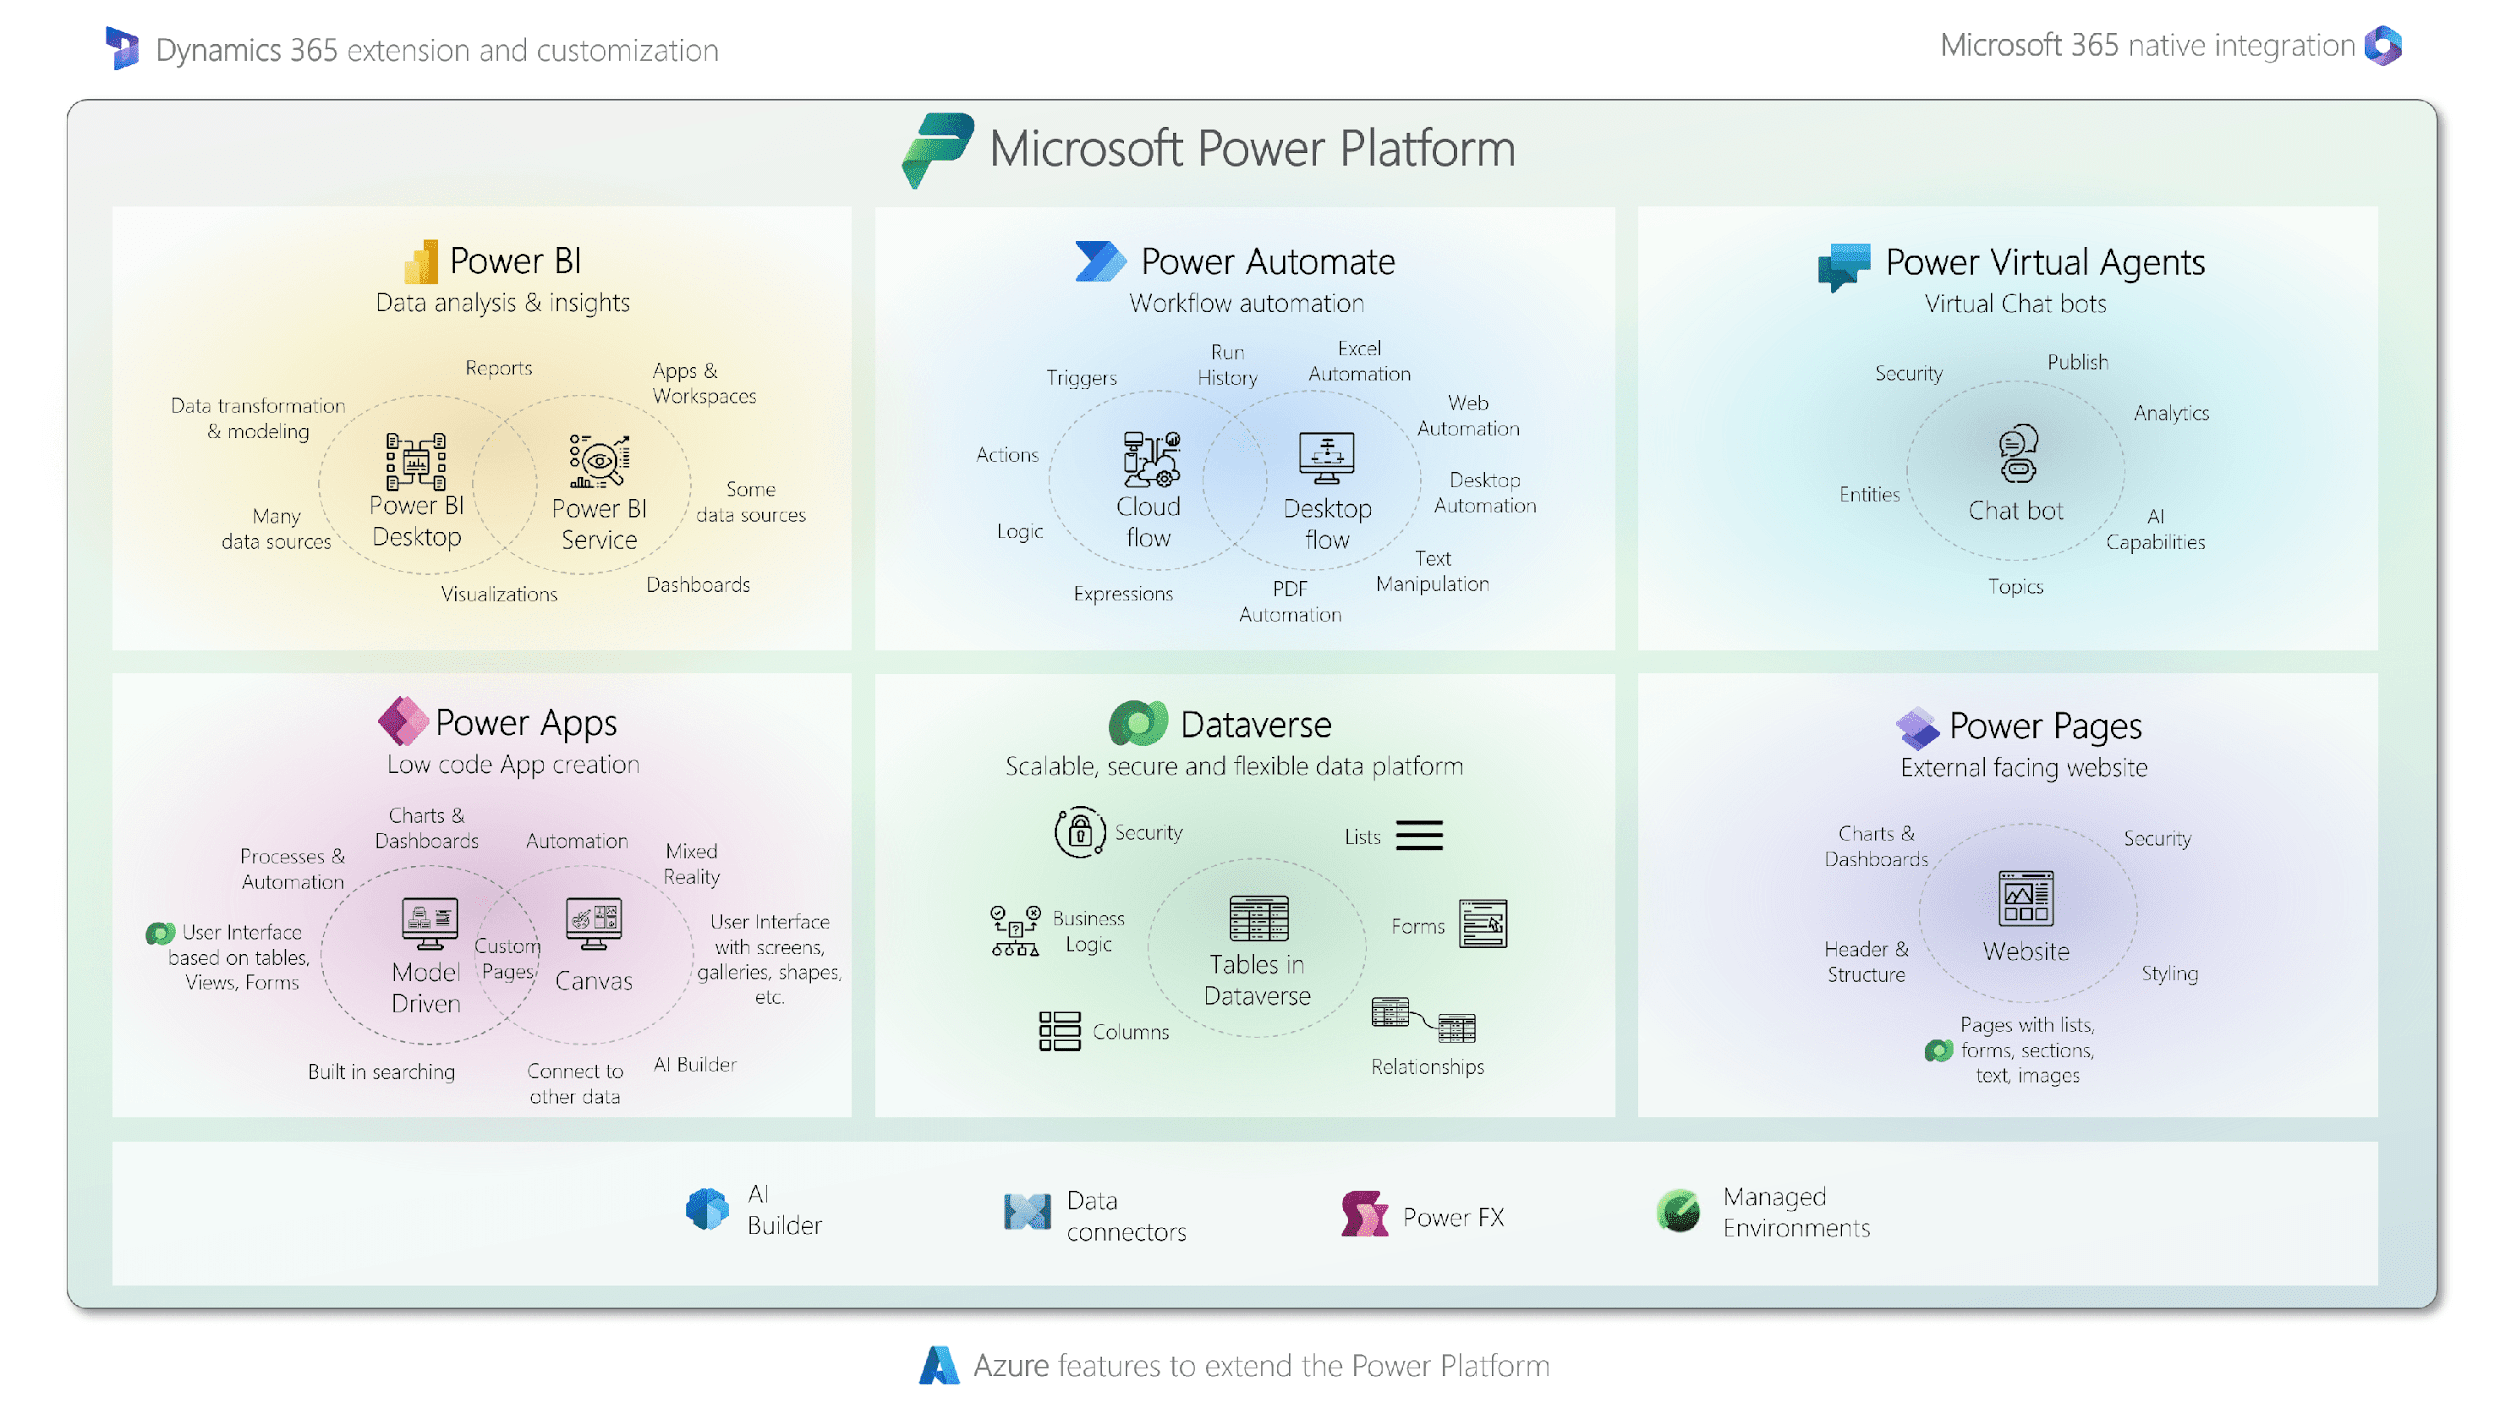 Dynamics 365 extension and customization
Microsoft 365 native integration
Microsoft Power Platform
Power BI
Data analysis & insights
Reports
Apps &
Workspaces
Data transformation
& modeling
Power BI
Desktop
Power BI
Service
Some
data sources
Many
data sources
Visualizations
Dashboards
Power Automate
Workflow automation
Triggers
Run
History
Excel
Automation
Web
Automation
Actions
Cloud
flow
Desktop
flow
Desktop
Automation
Logic
Text
Manipulation
Expressions
PDF
Automation
Power Virtual Agents
Virtual Chat bots
Security
Publish
Analytics
Entities
Chat bot
AI
Capabilities
Topics
Power Apps
Low code App creation
Charts &
Dashboards
Automation
Processes &
Automation
Mixed
Reality
User Interface
based on tables,
Views, Forms
Model
Driven
Custom
Pages
Canvas
User Interface
with screens,
galleries, shapes,
etc.
Built in searching
Connect to
other data
AI Builder
Dataverse
Scalable, secure and flexible data platform
Security
Lists
Business
Logic
Forms
Tables in
Dataverse
Columns
Relationships
Power Pages
External facing website
Charts &
Dashboards
Security
Website
Header &
Structure
Styling
Pages with lists,
forms, sections,
text, images
AI
Builder
Data
connectors
Power FX
Managed
Environments
Azure features to extend the Power Platform